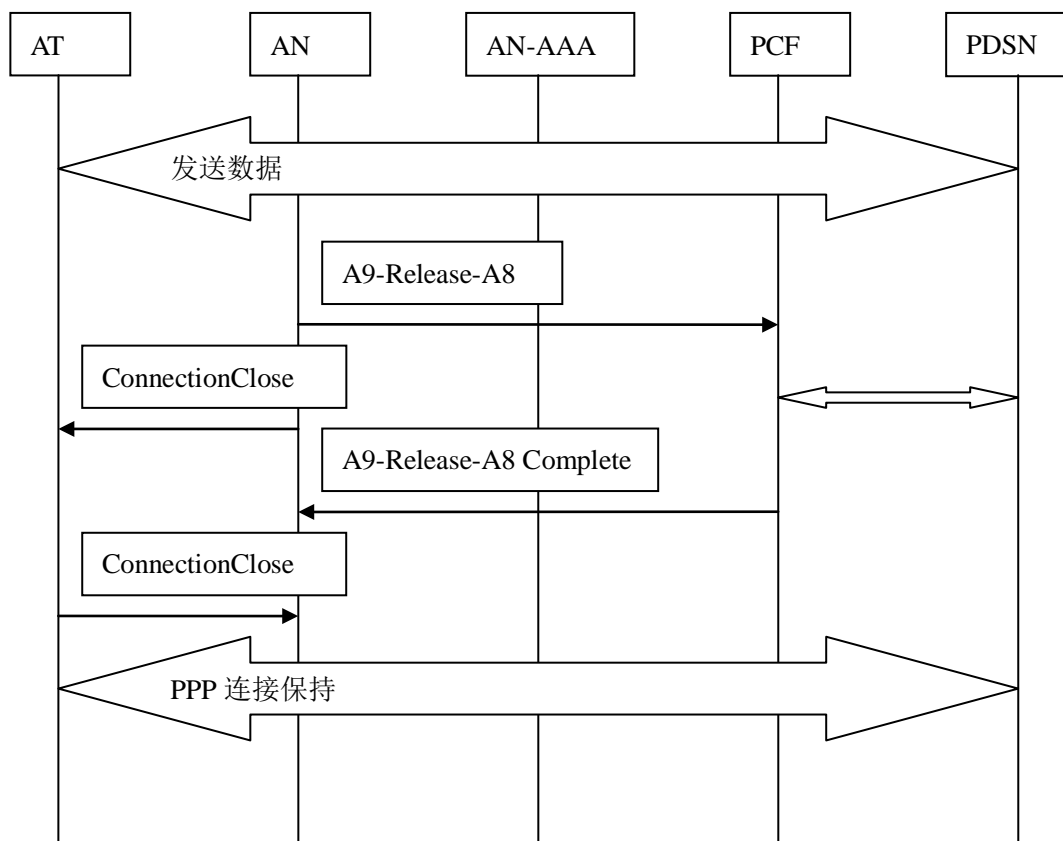 AT
AN
AN-AAA
PCF
PDSN
发送数据
A9-Release-A8
ConnectionClose
A9-Release-A8 Complete
ConnectionClose
PPP 连接保持